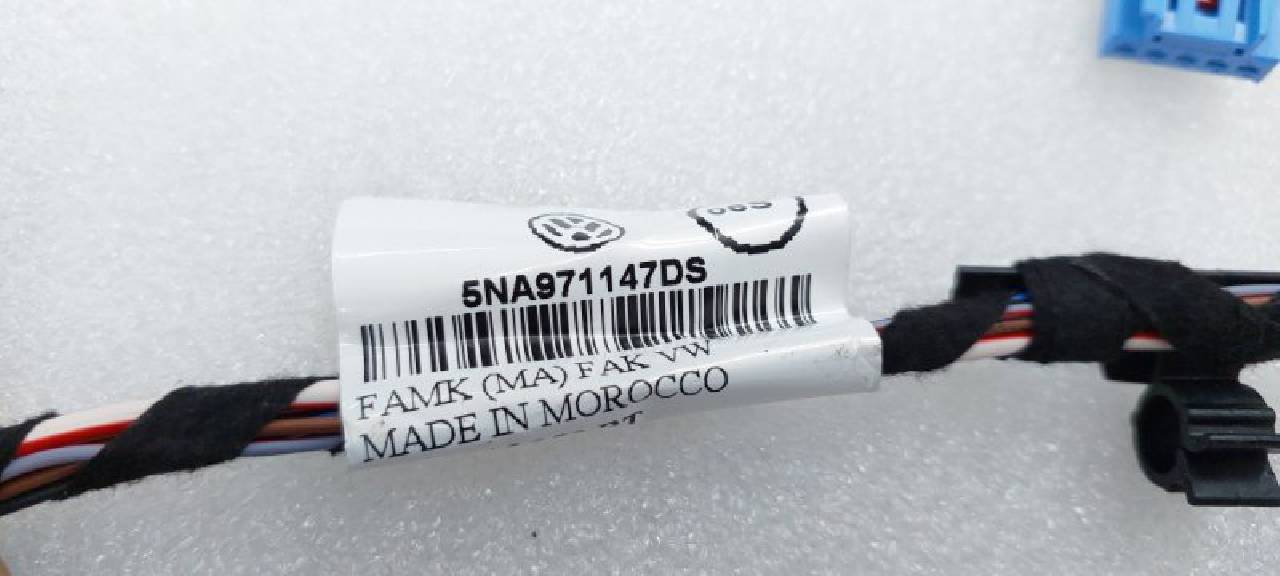 5NA971147DS
FAMK (MA) FAK VW
MADE IN MOROCCO